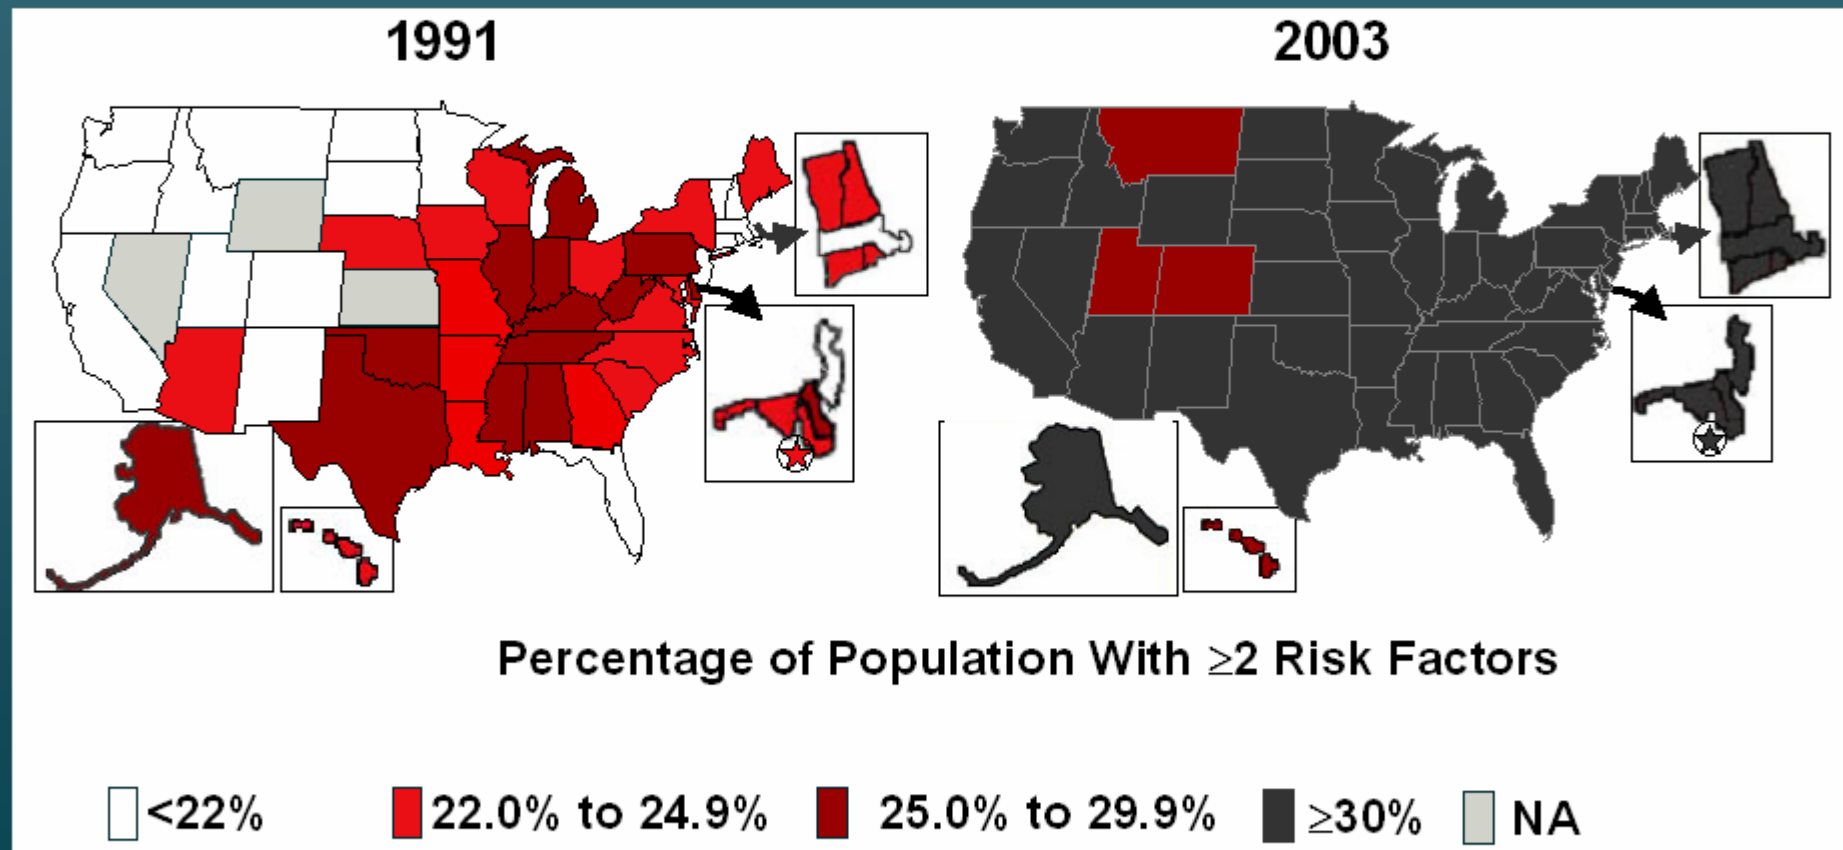 1991
2003
Percentage of Population With ≥2 Risk Factors
<22%
22.0% to 24.9%
25.0% to 29.9%
≥30%
NA